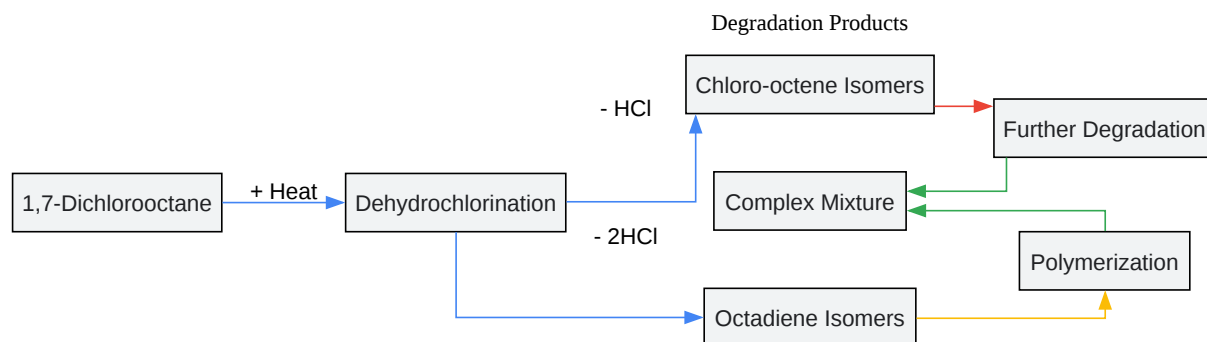 Degradation Products
Chloro-octene Isomers
- HCl
Further Degradation
1,7-Dichlorooctane
+ Heat
Dehydrochlorination
Complex Mixture
- 2HCl
Polymerization
Octadiene Isomers